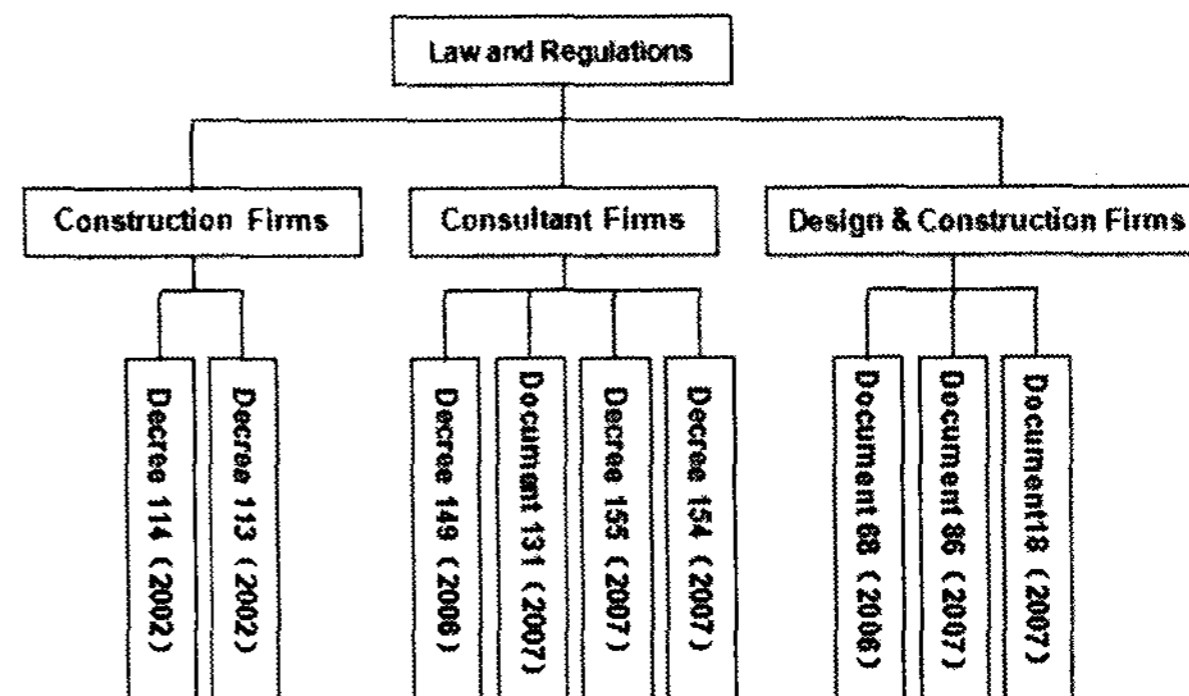 Law and Regulations
Construction Firms
Consultant Firms
Design & Construction Firms
Decree 114 (2002)
Decree 113 (2002)
Decree 149 (2006)
Document 131 (2007)
Decree 155 (2007)
Decree 154 (2007)
Document 68 (2006)
Document 86 (2007)
Document18 (2007)